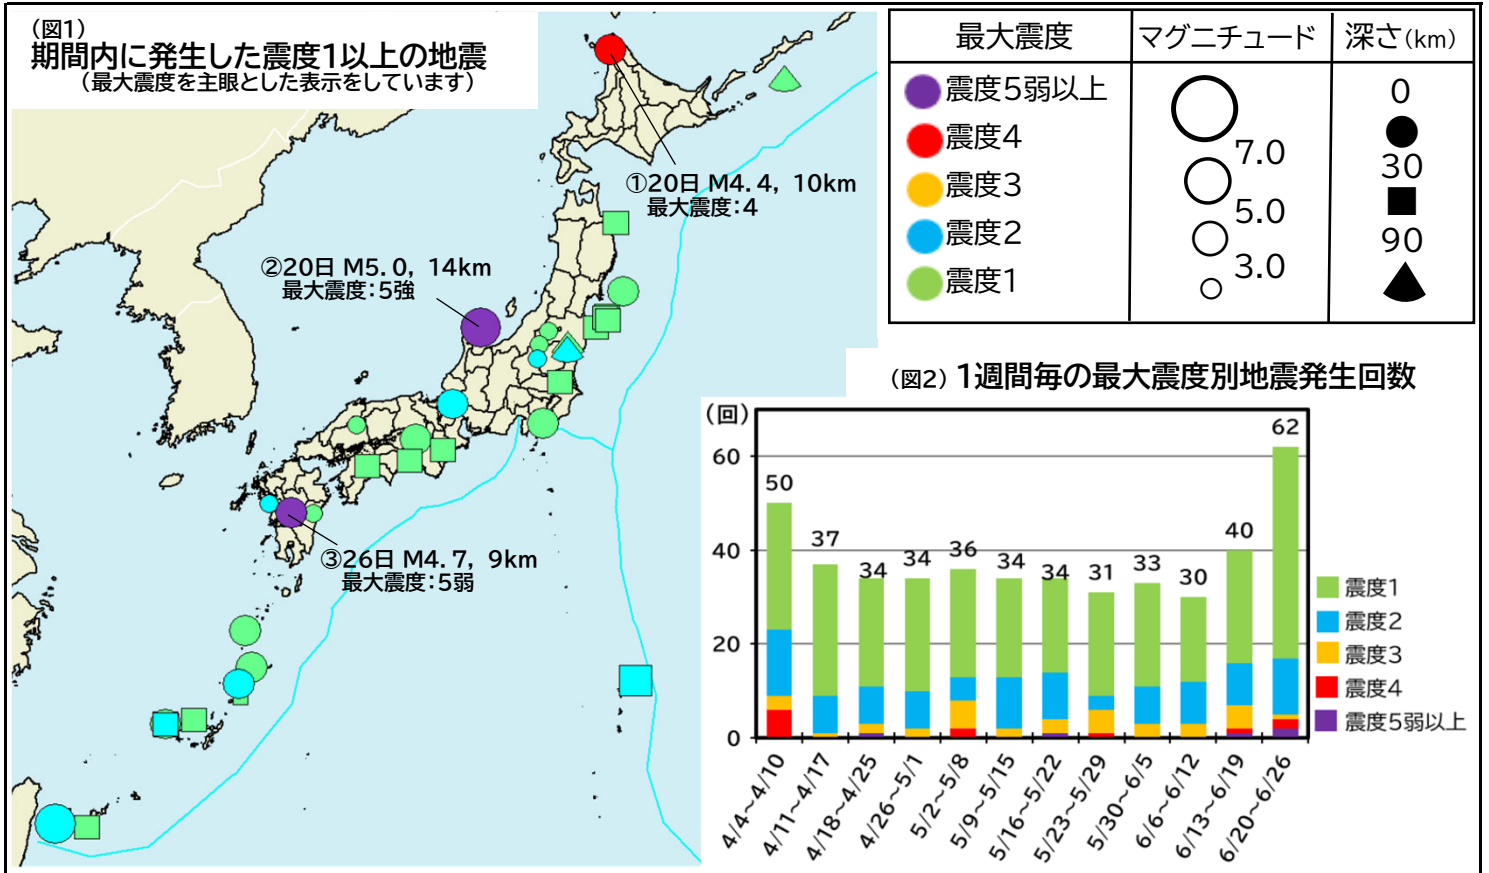 (図1)
期間内に発生した震度1以上の地震
(最大震度を主眼とした表示をしています)
①20日 M4.4, 10km
最大震度:4
②20日 M5.0, 14km
最大震度:5強
③26日 M4.7, 9km
最大震度:5弱
最大震度 マグニチュード 深さ(km)
震度5弱以上
震度4
震度3
震度2
震度1
7.0
5.0
3.0
0
30
90
(図2) 1週間毎の最大震度別地震発生回数
(回)
60
40
20
0
50
37
34
34
36
34
34
31
33
30
40
62
4/4~4/10
4/11~4/17
4/18~4/25
4/26~5/1
5/2~5/8
5/9~5/15
5/16~5/22
5/23~5/29
5/30~6/5
6/6~6/12
6/13~6/19
6/20~6/26
震度1
震度2
震度3
震度4
震度5弱以上